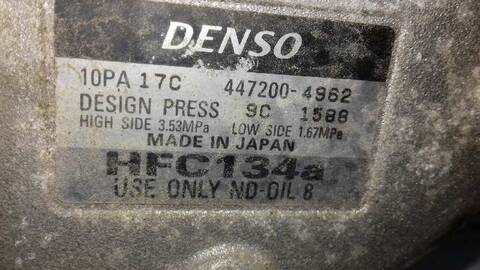 DENSO
10PA 17C 447200-4962
DESIGN PRESS 9C 1588
HIGH SIDE 3.53MPa LOW SIDE 1.67MPa
MADE IN JAPAN
HFC134a
USE ONLY ND-OIL 8